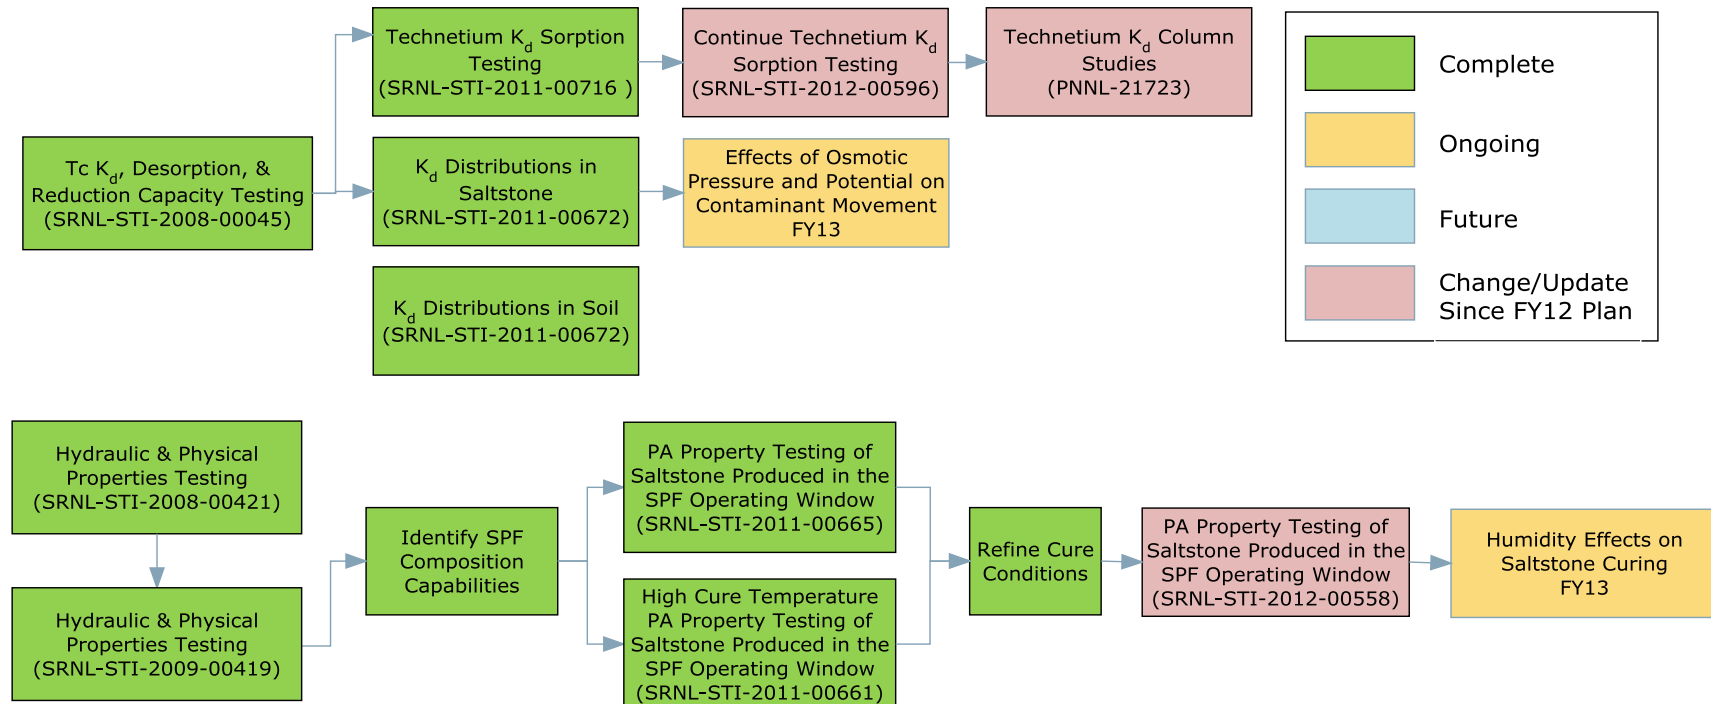 Technetium Kd Sorption
Testing
(SRNL-STI-2011-00716 )
Continue Technetium Kd
Sorption Testing
(SRNL-STI-2012-00596)
Technetium Kd Column
Studies
(PNNL-21723)
Tc Kd, Desorption, &
Reduction Capacity Testing
(SRNL-STI-2008-00045)
Kd Distributions in
Saltstone
(SRNL-STI-2011-00672)
Effects of Osmotic
Pressure and Potential on
Contaminant Movement
FY13
Kd Distributions in Soil
(SRNL-STI-2011-00672)
Complete
Ongoing
Future
Change/Update
Since FY12 Plan
Hydraulic & Physical
Properties Testing
(SRNL-STI-2008-00421)
Hydraulic & Physical
Properties Testing
(SRNL-STI-2009-00419)
Identify SPF
Composition
Capabilities
PA Property Testing of
Saltstone Produced in the
SPF Operating Window
(SRNL-STI-2011-00665)
High Cure Temperature
PA Property Testing of
Saltstone Produced in the
SPF Operating Window
(SRNL-STI-2011-00661)
Refine Cure
Conditions
PA Property Testing of
Saltstone Produced in the
SPF Operating Window
(SRNL-STI-2012-00558)
Humidity Effects on
Saltstone Curing
FY13